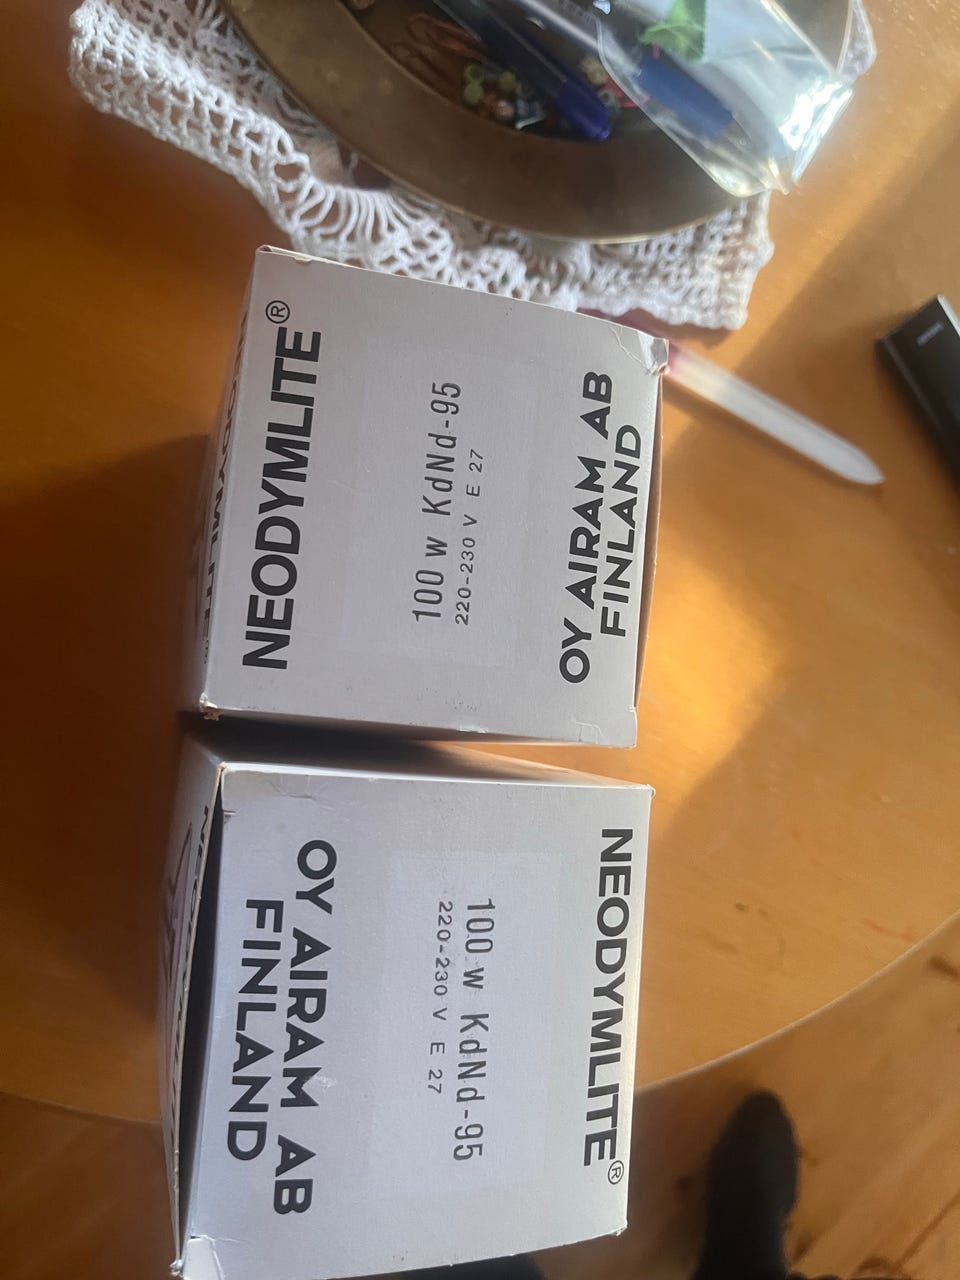 NEODYMLITE®
100 W KdNd-95
220-230 V E 27
OY AIRAM AB
FINLAND
NEODYMLITE®
NEODYMLITE®
100 W KdNd-95
220-230 V E 27
OY AIRAM AB
FINLAND